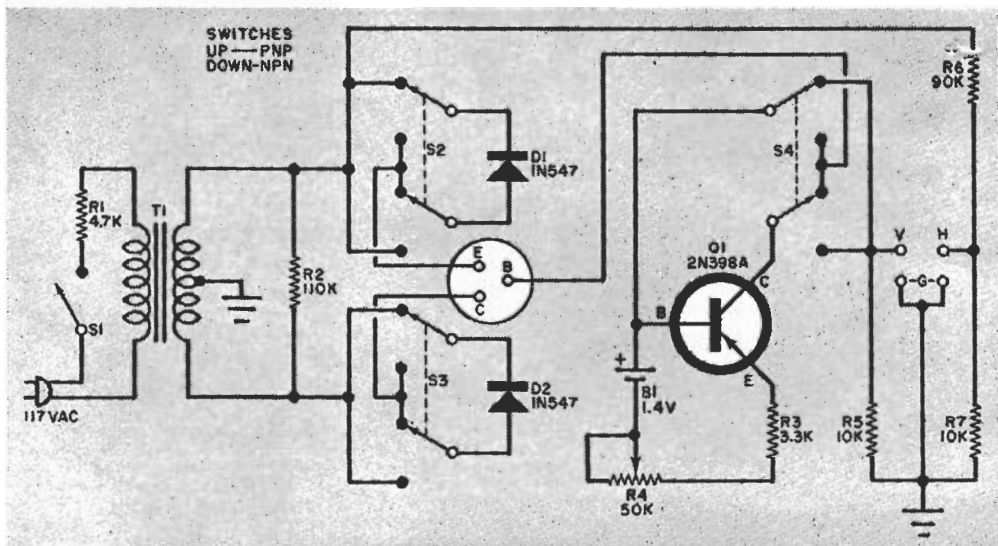 SWITCHES
UP — PNP
DOWN-NPN
R6
90K
S2
D1
1N547
S4
R1
4.7K
T1
E
B
C
R2
110K
Q1
2N398A
V
H
-G-
C
B
E
S1
117VAC
S3
D2
1N547
+
B1
1.4V
R3
3.3K
R5
10K
R7
10K
R4
50K